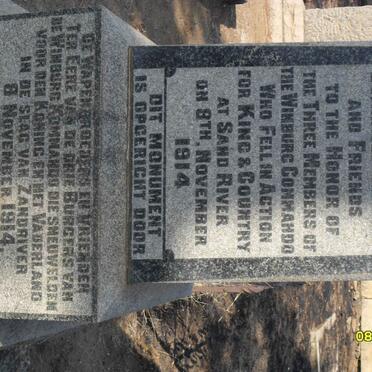 AND FRIENDS
TO THE HONOR OF
THE THREE MEMBERS OF
THE WINBURG COMMANDO
WHO FELL IN ACTION
FOR KING & COUNTRY
AT SAND RIVER
ON 8TH. NOVEMBER
1914
DIT MONUMENT
IS OPGERICHT DOOR
DE WAPENBROEDERS EN VRIENDEN
TER EERE VAN DE DRIE BURGERS VAN
DE WINBURG KOMMANDO DIE SNEUVELDEN
VOOR DEN KONING EN HET VADERLAND
IN DE SLAG VAN ZANDRIVER
8 NOVEMBER 1914.
08